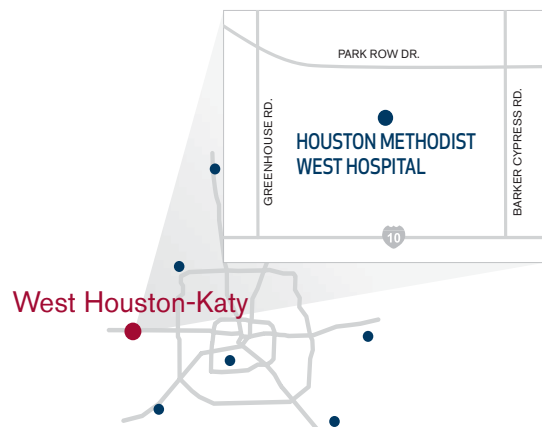 PARK ROW DR.
GREENHOUSE RD.
BARKER CYPRESS RD.
HOUSTON METHODIST
WEST HOSPITAL
10
West Houston-Katy